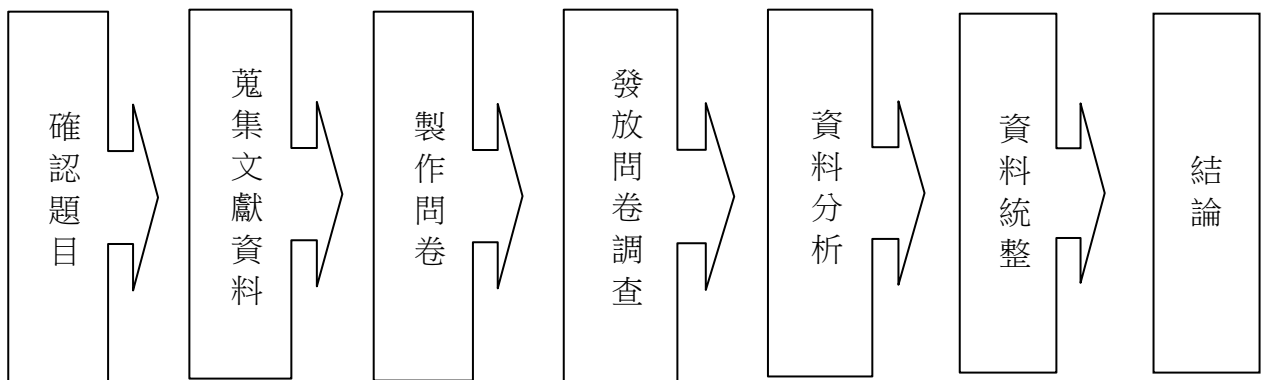 確認題目
蒐集文獻資料
製作問卷
發放問卷調查
資料分析
資料統整
結論